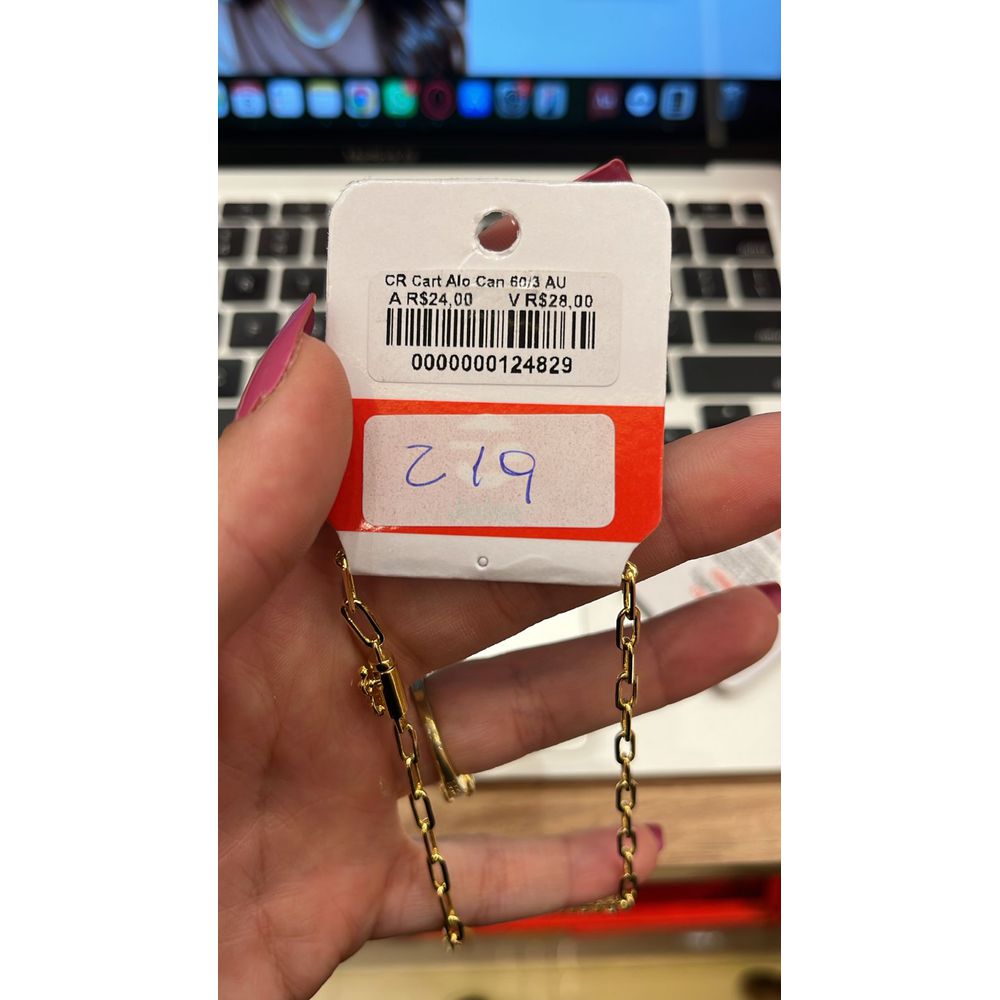 CR Cart Alo Can 60/3 AU
A R$24,00 V R$28,00
0000000124829
219